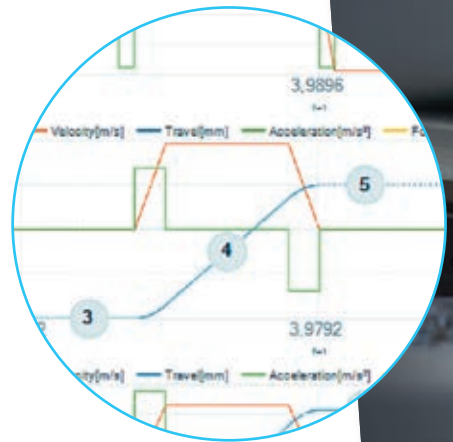 3,9896
[s]
Velocity[m/s] Travel[mm] Acceleration[m/s²]
5
4
3
3,9792
[s]
Travel[mm] Acceleration[m/s²]